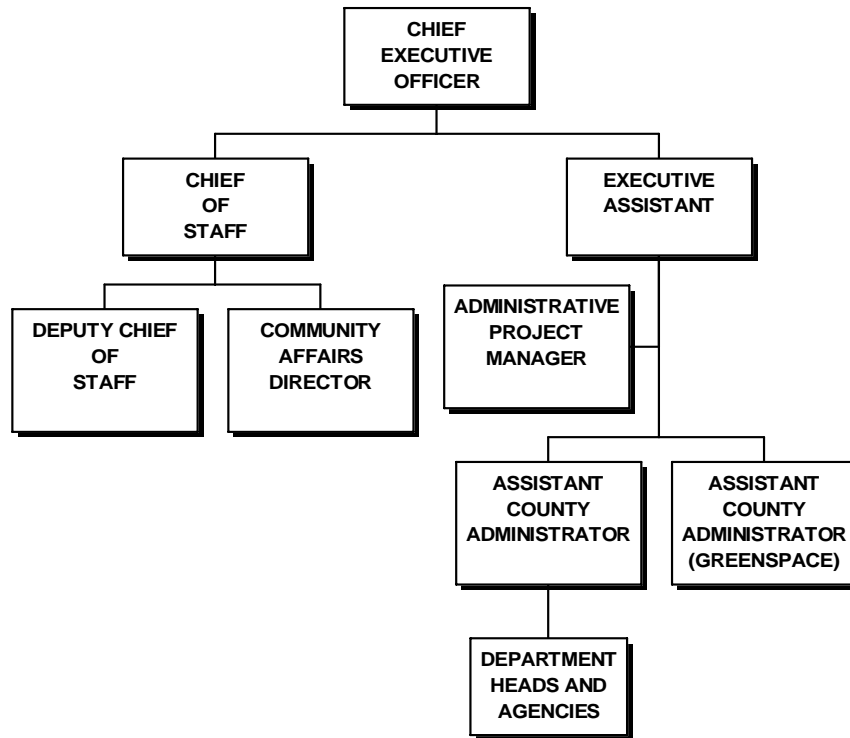 CHIEF
EXECUTIVE
OFFICER
CHIEF
OF
STAFF
EXECUTIVE
ASSISTANT
DEPUTY CHIEF
OF
STAFF
COMMUNITY
AFFAIRS
DIRECTOR
ADMINISTRATIVE
PROJECT
MANAGER
ASSISTANT
COUNTY
ADMINISTRATOR
ASSISTANT
COUNTY
ADMINISTRATOR
(GREENSPACE)
DEPARTMENT
HEADS AND
AGENCIES